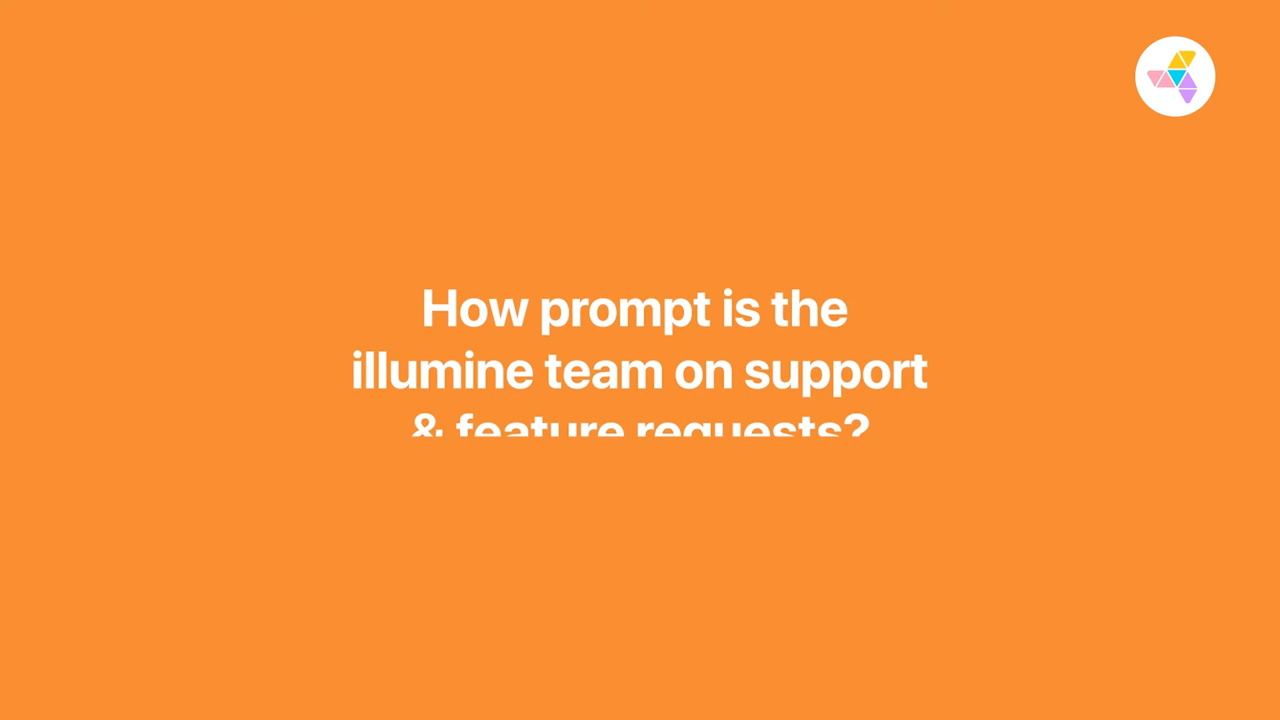 How prompt is the
illumine team on support
& feature requests?